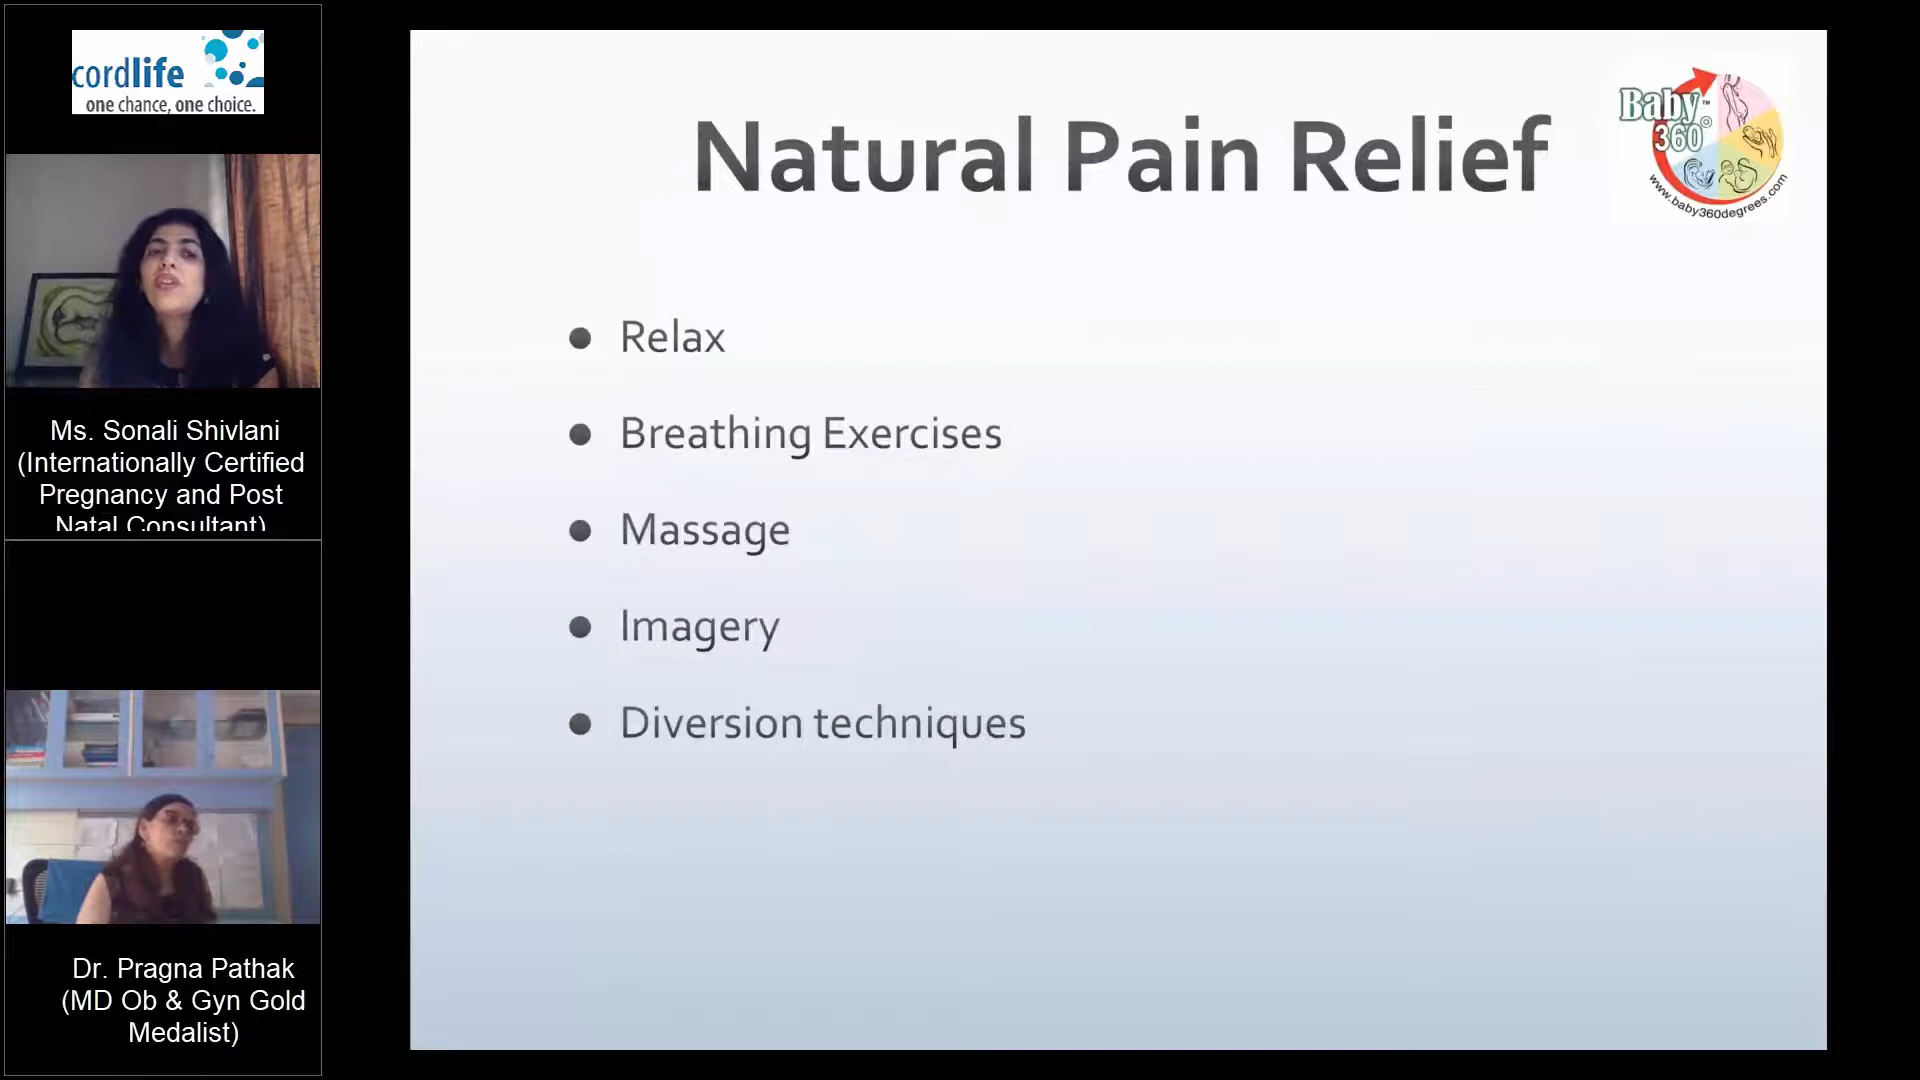 cordlife
one chance, one choice.
Ms. Sonali Shivlani
(Internationally Certified
Pregnancy and Post
Natal Consultant)
Dr. Pragna Pathak
(MD Ob & Gyn Gold
Medalist)
Natural Pain Relief
Baby™
360°
www.baby360degrees.com
● Relax
● Breathing Exercises
● Massage
● Imagery
● Diversion techniques